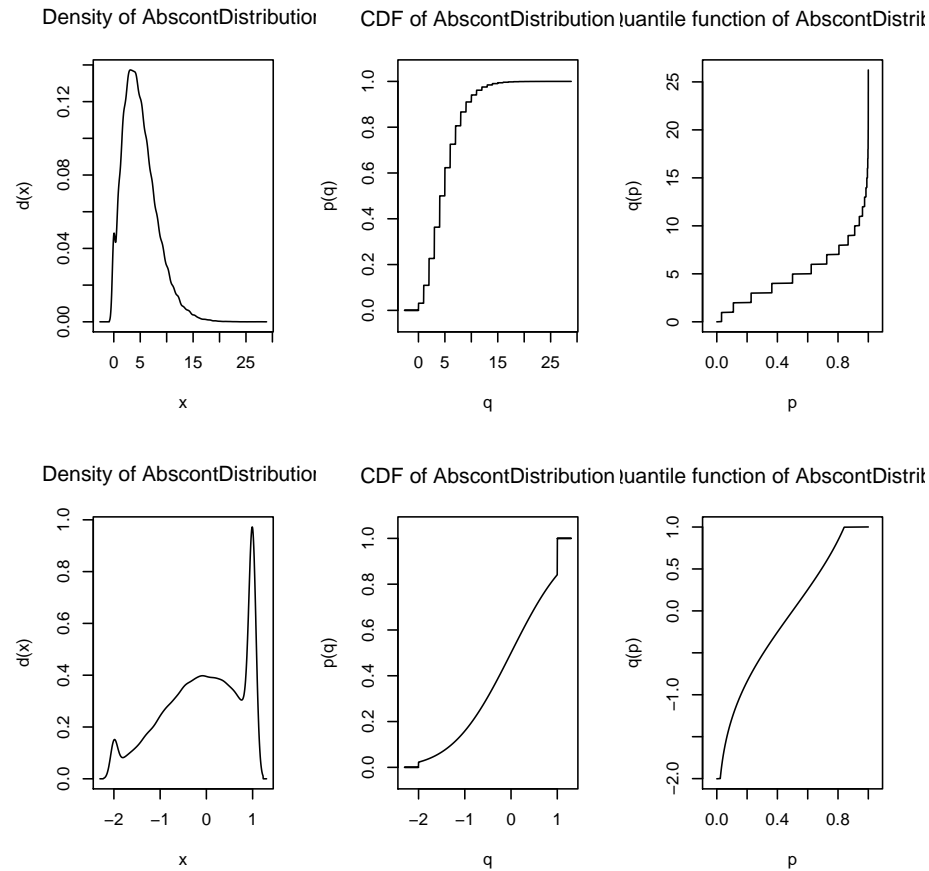 Density of AbscontDistribution
0.12
0.08
0.04
0.00
d(x)
0 5 15 25
x
CDF of AbscontDistribution
1.0
0.8
0.6
0.4
0.2
0.0
p(q)
0 5 15 25
q
Quantile function of AbscontDistrib
25
20
15
10
5
0
q(p)
0.0 0.4 0.8
p
Density of AbscontDistribution
1.0
0.8
0.6
0.4
0.2
0.0
d(x)
−2 −1 0 1
x
CDF of AbscontDistribution
1.0
0.8
0.6
0.4
0.2
0.0
p(q)
−2 −1 0 1
q
Quantile function of AbscontDistrib
1.0
0.5
0.0
−1.0
−2.0
q(p)
0.0 0.4 0.8
p